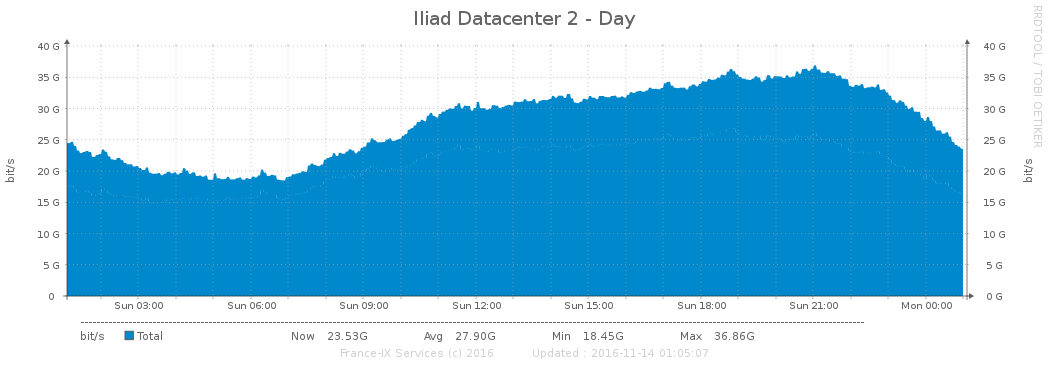 Iliad Datacenter 2 - Day
RRDTOOL / TOBI OETIKER
40 G 40 G
35 G 35 G
30 G 30 G
25 G 25 G
20 G 20 G
15 G 15 G
10 G 10 G
5 G 5 G
0 0 G
bit/s bit/s
Sun 03:00 Sun 06:00 Sun 09:00 Sun 12:00 Sun 15:00 Sun 18:00 Sun 21:00 Mon 00:00
bit/s Total Now 23.53G Avg 27.90G Min 18.45G Max 36.86G
France-IX Services (c) 2016 Updated : 2016-11-14 01:05:07